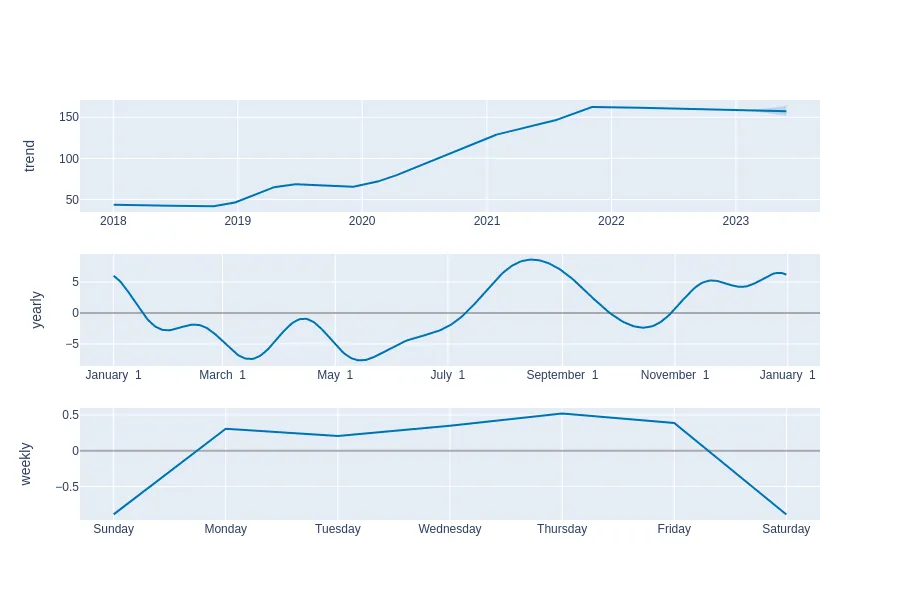 trend
150
100
50
2018 2019 2020 2021 2022 2023
yearly
5
0
−5
January 1 March 1 May 1 July 1 September 1 November 1 January 1
weekly
0.5
0
−0.5
Sunday Monday Tuesday Wednesday Thursday Friday Saturday